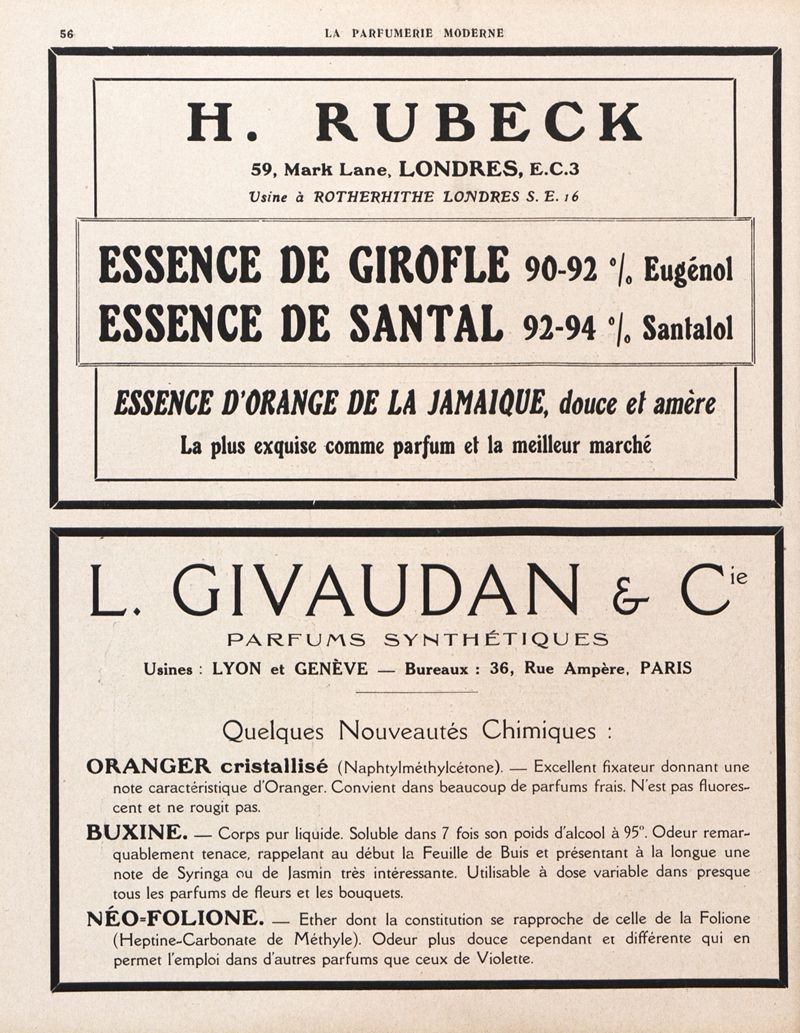 56
LA PARFUMERIE MODERNE
H. RUBECK
59, Mark Lane, LONDRES, E.C.3
Usine à ROTHERHITHE LONDRES S. E. 16
ESSENCE DE GIROFLE 90-92 % Eugénol
ESSENCE DE SANTAL 92-94 % Santalol
ESSENCE D'ORANGE DE LA JAMAIQUE, douce et amère
La plus exquise comme parfum et la meilleur marché
L. GIVAUDAN & Cie
PARFUMS SYNTHÉTIQUES
Usines : LYON et GENÈVE — Bureaux : 36, Rue Ampère, PARIS
Quelques Nouveautés Chimiques :
ORANGER cristallisé (Naphtylméthylcétone). — Excellent fixateur donnant une
note caractéristique d'Oranger. Convient dans beaucoup de parfums frais. N'est pas fluores-
cent et ne rougit pas.
BUXINE. — Corps pur liquide. Soluble dans 7 fois son poids d'alcool à 95°. Odeur remar-
quablement tenace, rappelant au début la Feuille de Buis et présentant à la longue une
note de Syringa ou de Jasmin très intéressante. Utilisable à dose variable dans presque
tous les parfums de fleurs et les bouquets.
NÉO=FOLIONE. — Ether dont la constitution se rapproche de celle de la Folione
(Heptine-Carbonate de Méthyle). Odeur plus douce cependant et différente qui en
permet l'emploi dans d'autres parfums que ceux de Violette.